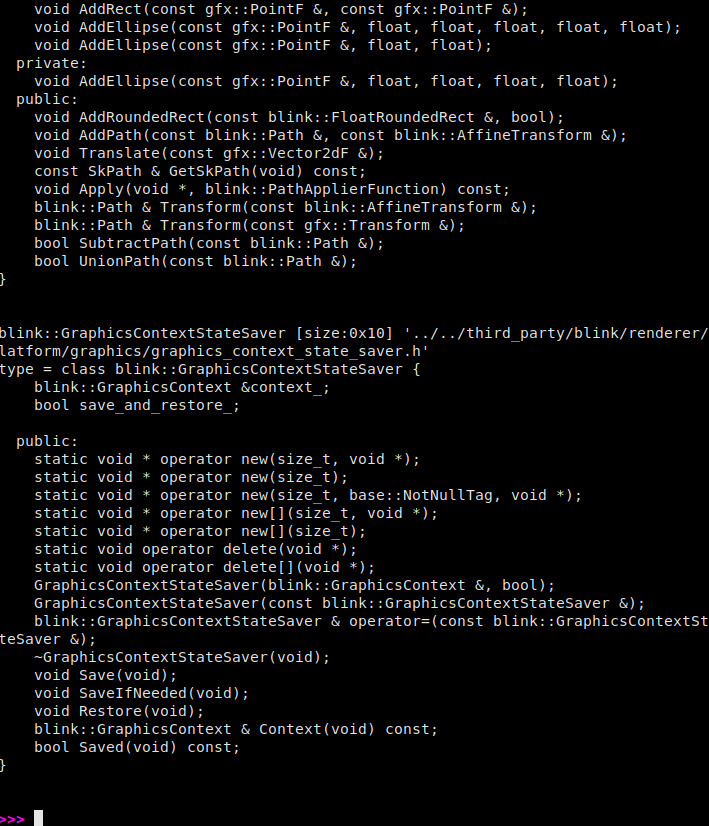 void AddRect(const gfx::PointF &, const gfx::PointF &);
void AddEllipse(const gfx::PointF &, float, float, float, float, float);
void AddEllipse(const gfx::PointF &, float, float);
private:
void AddEllipse(const gfx::PointF &, float, float, float, float);
public:
void AddRoundedRect(const blink::FloatRoundedRect &, bool);
void AddPath(const blink::Path &, const blink::AffineTransform &);
void Translate(const gfx::Vector2dF &);
const SkPath & GetSkPath(void) const;
void Apply(void *, blink::PathApplierFunction) const;
blink::Path & Transform(const blink::AffineTransform &);
blink::Path & Transform(const gfx::Transform &);
bool SubtractPath(const blink::Path &);
bool UnionPath(const blink::Path &);
}
blink::GraphicsContextStateSaver [size:0x10] '../../third_party/blink/renderer/
latform/graphics/graphics_context_state_saver.h'
type = class blink::GraphicsContextStateSaver {
blink::GraphicsContext &context_;
bool save_and_restore_;
public:
static void * operator new(size_t, void *);
static void * operator new(size_t);
static void * operator new(size_t, base::NotNullTag, void *);
static void * operator new[](size_t, void *);
static void * operator new[](size_t);
static void operator delete(void *);
static void operator delete[](void *);
GraphicsContextStateSaver(blink::GraphicsContext &, bool);
GraphicsContextStateSaver(const blink::GraphicsContextStateSaver &);
blink::GraphicsContextStateSaver & operator=(const blink::GraphicsContextSt
teSaver &);
~GraphicsContextStateSaver(void);
void Save(void);
void SaveIfNeeded(void);
void Restore(void);
blink::GraphicsContext & Context(void) const;
bool Saved(void) const;
}
>>>